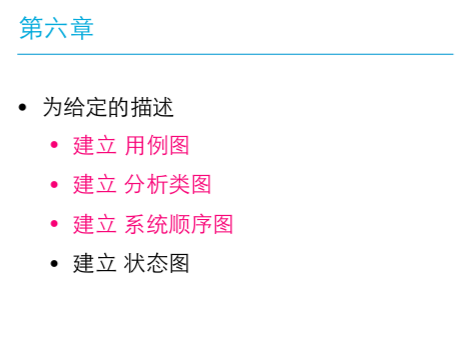 第六章
为给定的描述
建立 用例图
建立 分析类图
建立 系统顺序图
建立 状态图